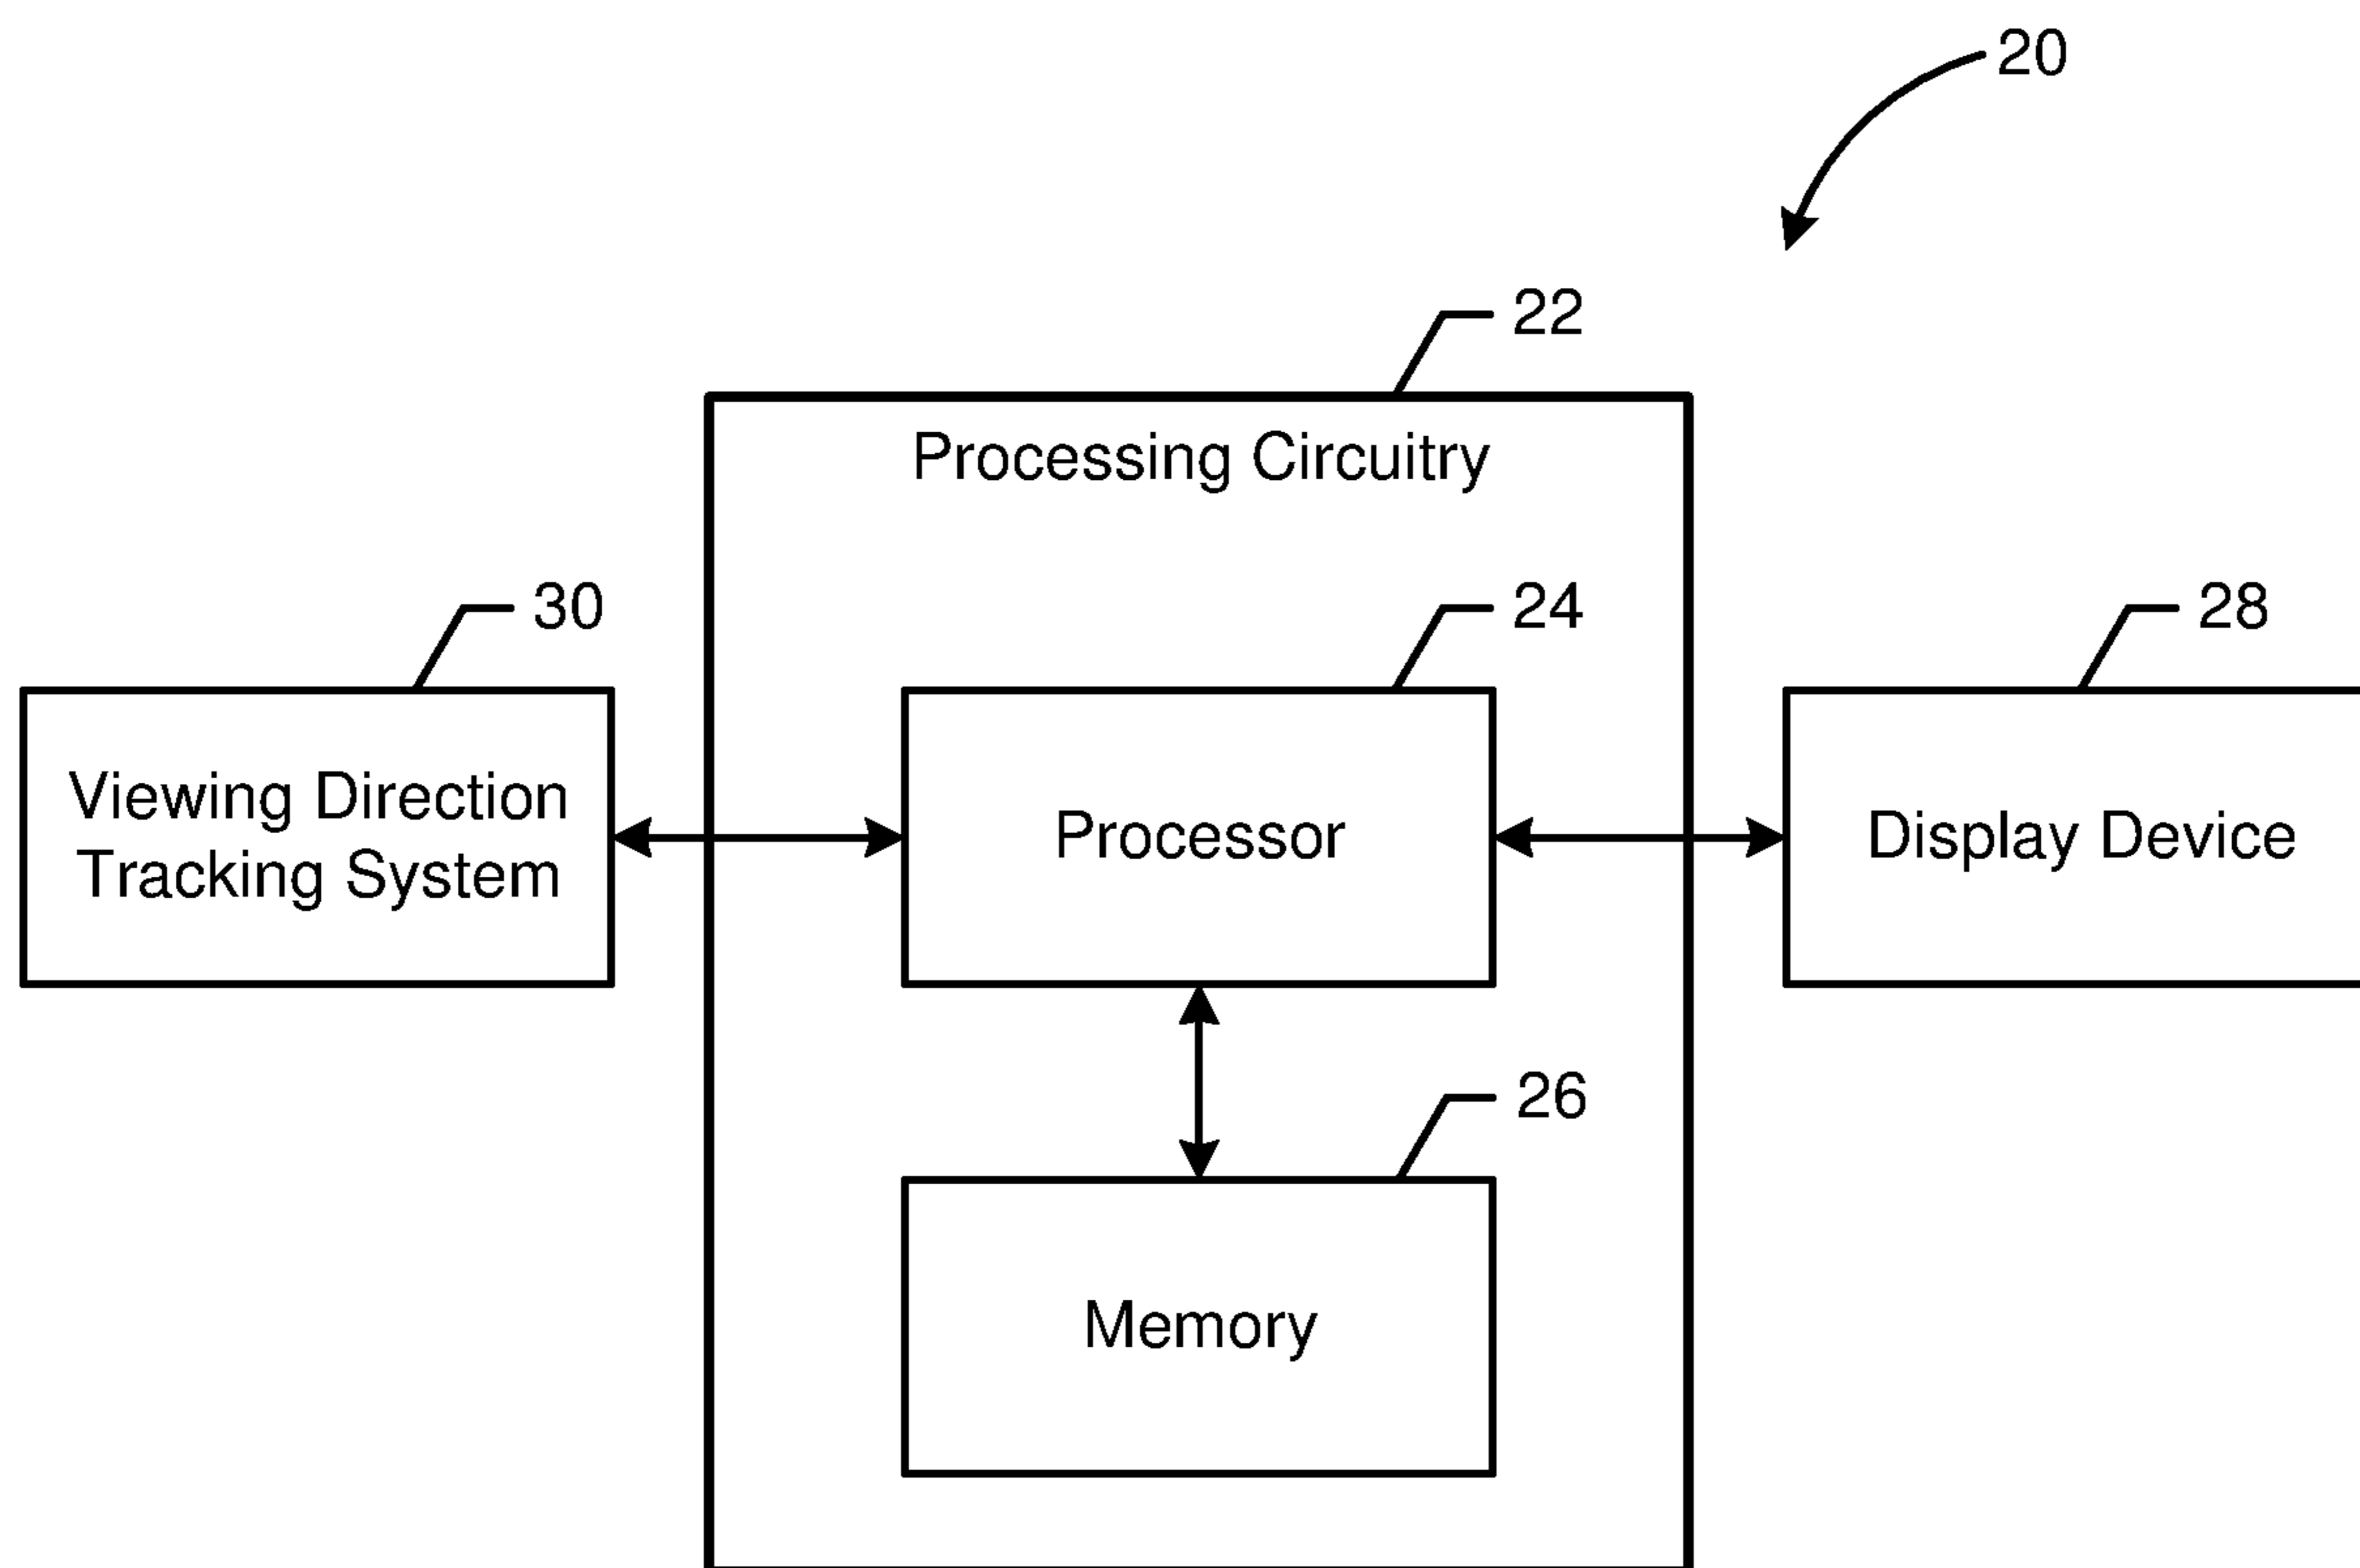 20
22
Processing Circuitry
30
24
28
Viewing Direction
Tracking System
Processor
Display Device
26
Memory